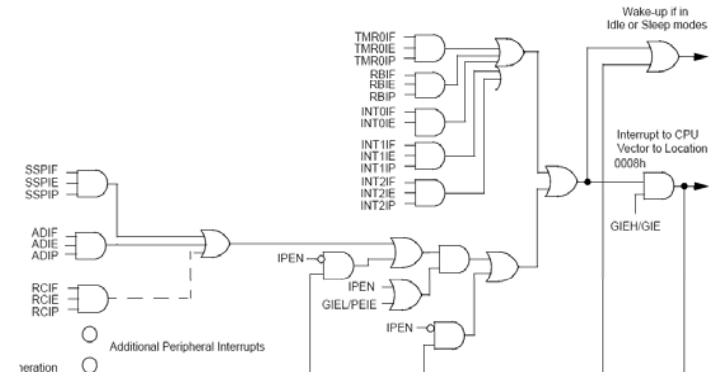 Wake-up if in
Idle or Sleep modes
TMR0IF
TMR0IE
TMR0IP
RBIF
RBIE
RBIP
INT0IF
INT0IE
INT1IF
INT1IE
INT1IP
INT2IF
INT2IE
INT2IP
Interrupt to CPU
Vector to Location
0008h
GIEH/GIE
SSPIF
SSPIE
SSPIP
ADIF
ADIE
ADIP
RCIF
RCIE
RCIP
IPEN
IPEN
GIEL/PEIE
IPEN
Additional Peripheral Interrupts